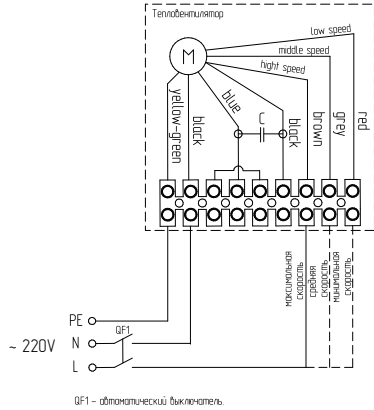 Тепловентилятор
low speed
middle speed
hight speed
M
yellow-green
black
blue
C
black
brown
grey
red
максимальная скорость
средняя скорость
минимальная скорость
PE
QF1
~ 220V
N
L
QF1 - автоматический выключатель.